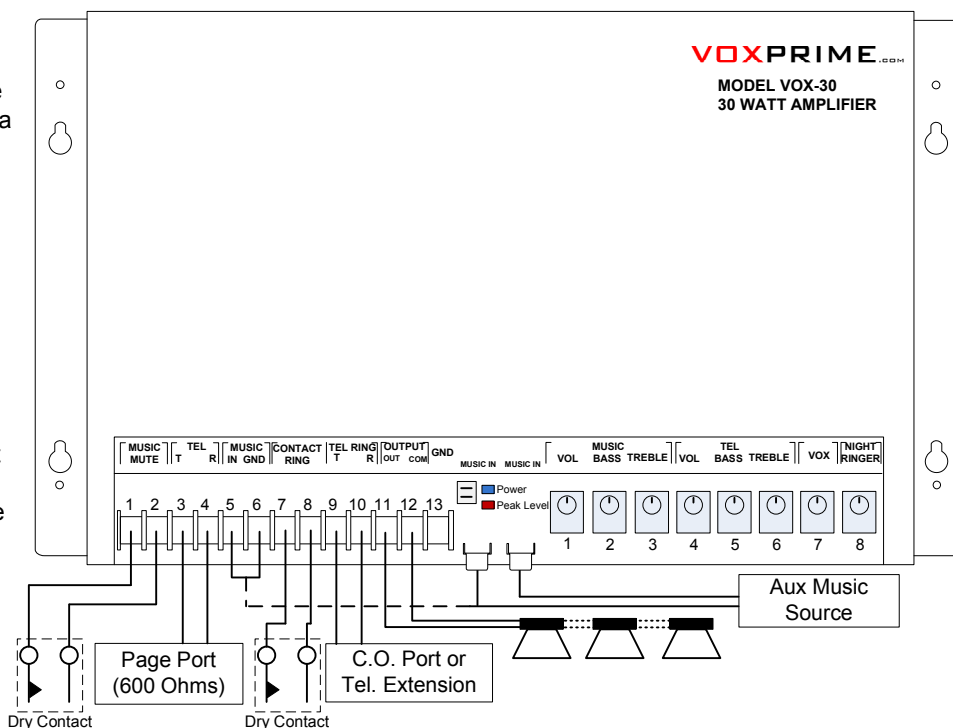 VOXPRIME.COM
MODEL VOX-30
30 WATT AMPLIFIER
e
a
t
e
MUSIC MUTE
TEL T R
MUSIC IN GND
CONTACT RING
TEL RING T R
OUTPUT OUT COM
GND
MUSIC IN MUSIC IN
MUSIC VOL BASS TREBLE
TEL VOL BASS TREBLE
VOX
NIGHT RINGER
1 2 3 4 5 6 7 8 9 10 11 12 13
Power
Peak Level
1 2 3 4 5 6 7 8
Aux Music
Source
Page Port
(600 Ohms)
C.O. Port or
Tel. Extension
Dry Contact
Dry Contact